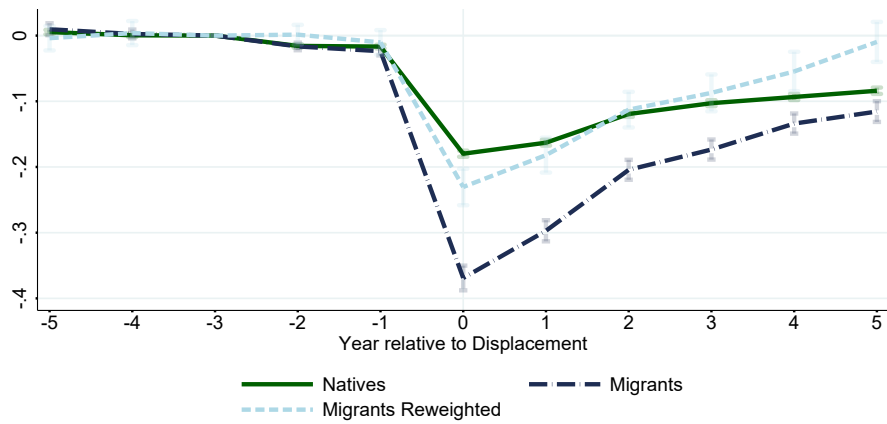 0
-.1
-.2
-.3
-.4
-5 -4 -3 -2 -1 0 1 2 3 4 5
Year relative to Displacement
Natives Migrants
Migrants Reweighted